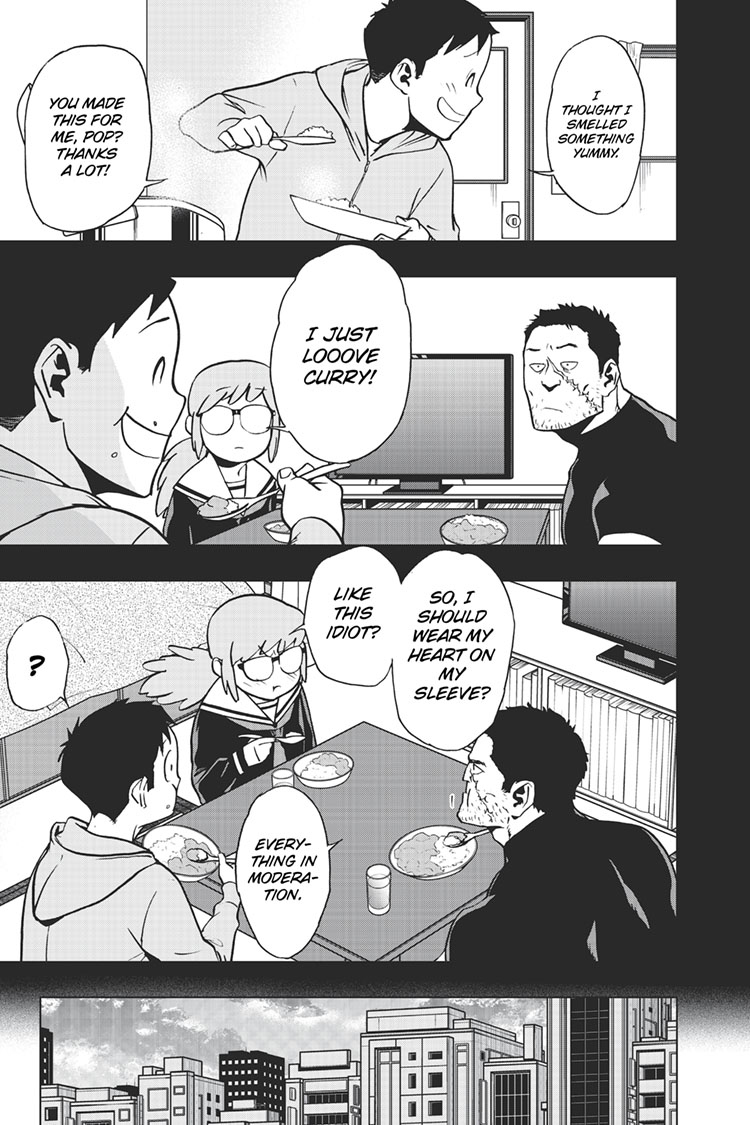 I
THOUGHT I
SMELLED
SOMETHING
YUMMY.
YOU MADE
THIS FOR
ME, POP?
THANKS
A LOT!
I JUST
LOOOVE
CURRY!
SO, I
SHOULD
WEAR MY
HEART ON
MY
SLEEVE?
LIKE
THIS
IDIOT?
?
EVERY-
THING IN
MODERA-
TION.